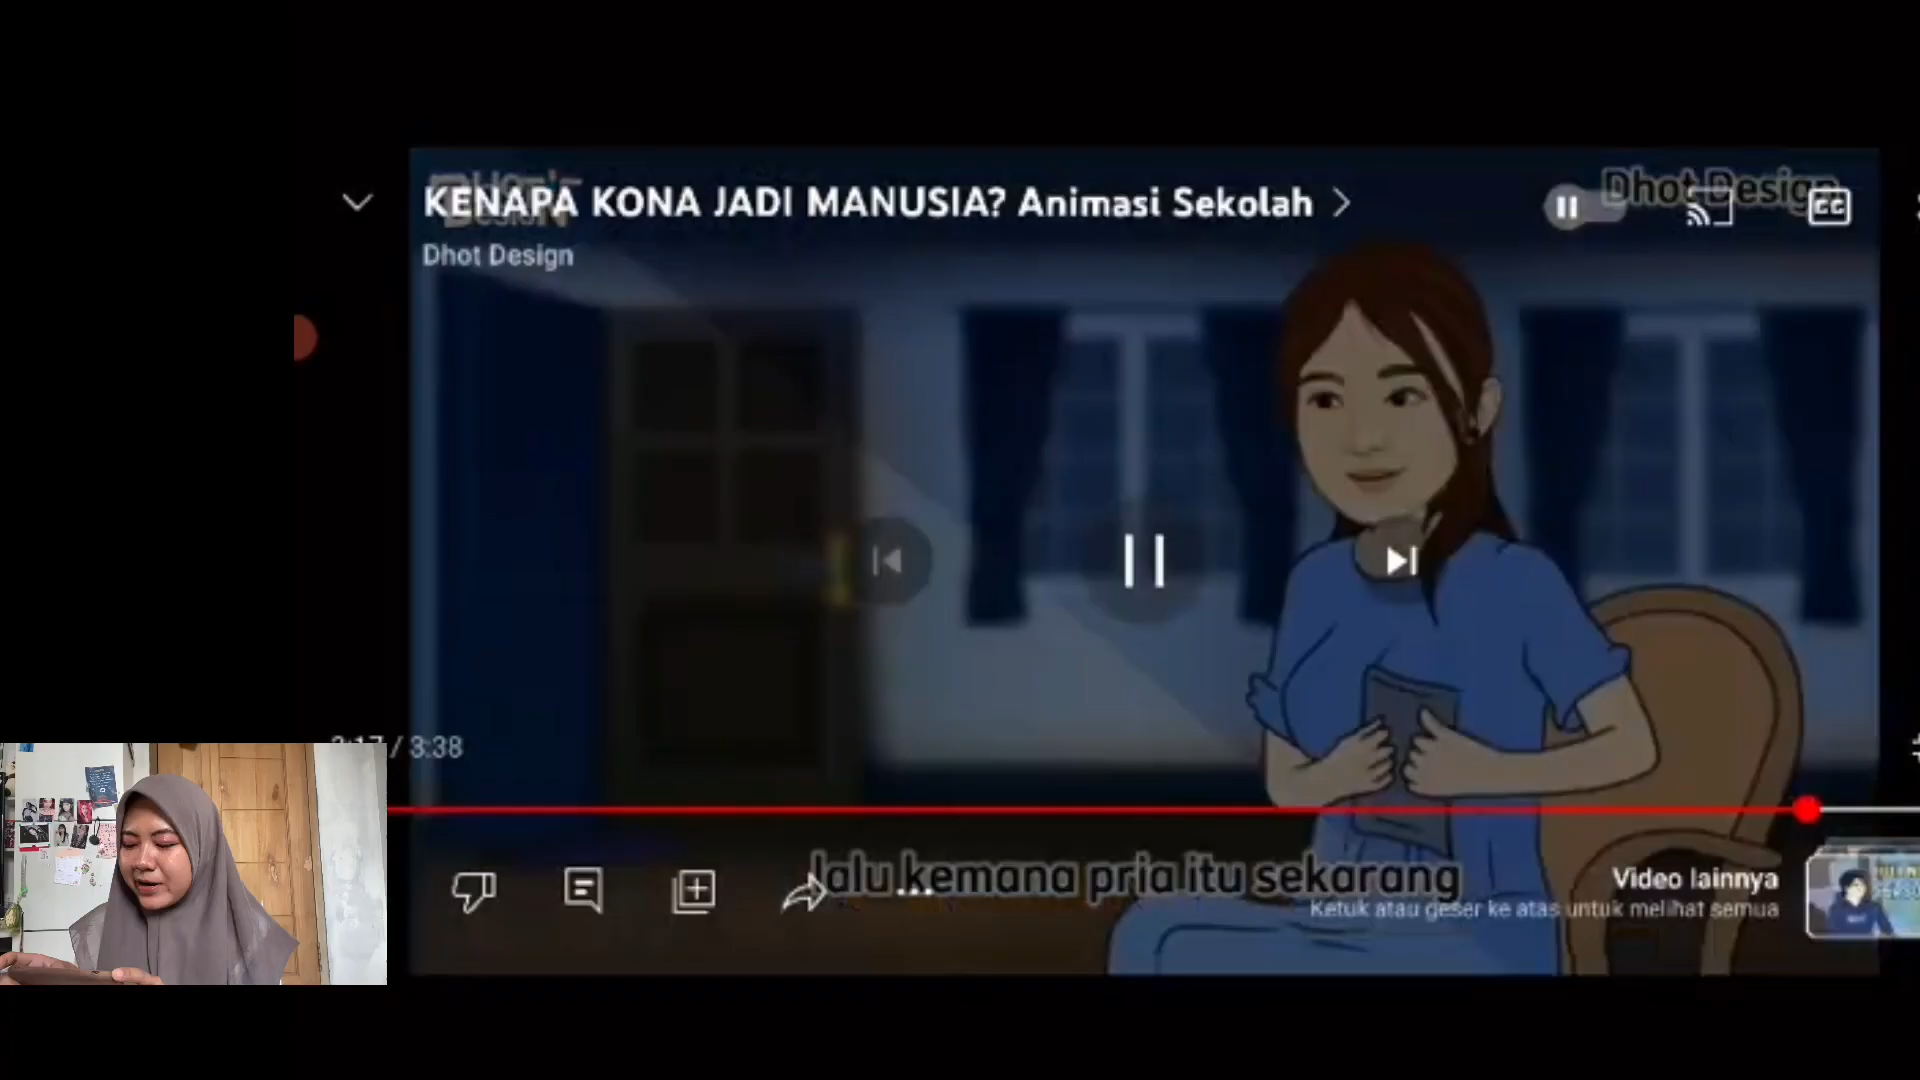 KENAPA KONA JADI MANUSIA? Animasi Sekolah
Dhot Design
Dhot Design
CC
/ 3:38
lalu kemana pria itu sekarang
Video lainnya
Ketuk atau geser ke atas untuk melihat semua